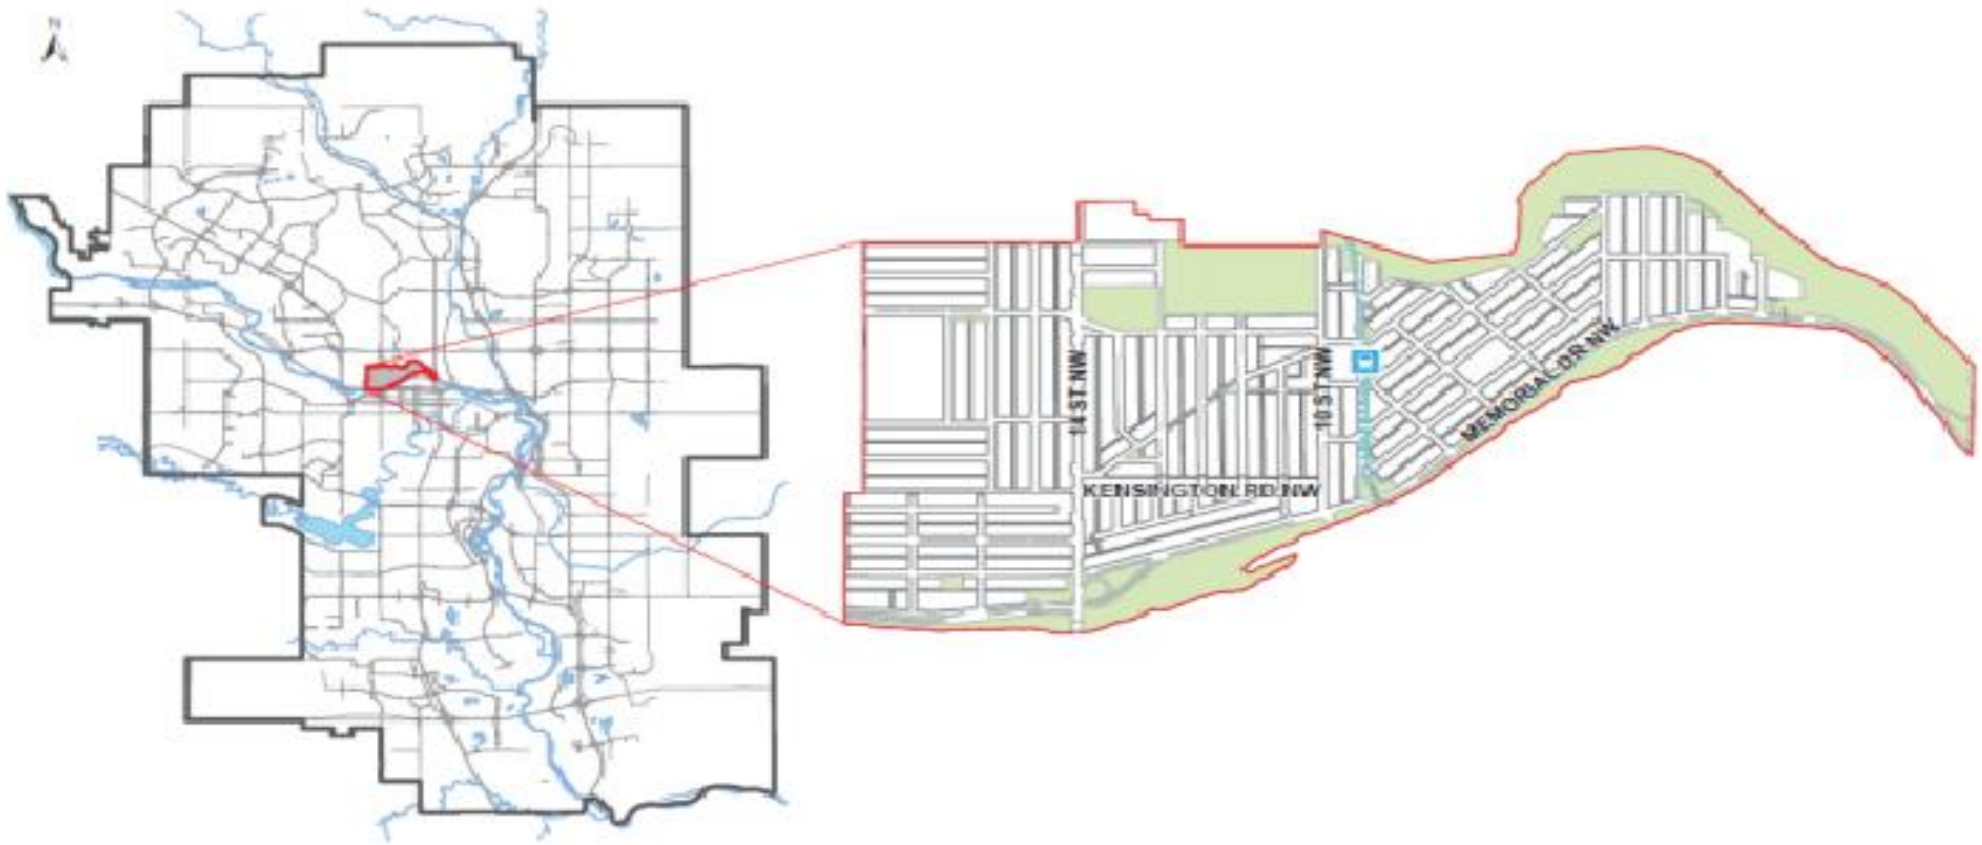 N
14 ST NW
10 ST NW
MEMORIAL DR NW
KENSINGTON RD NW